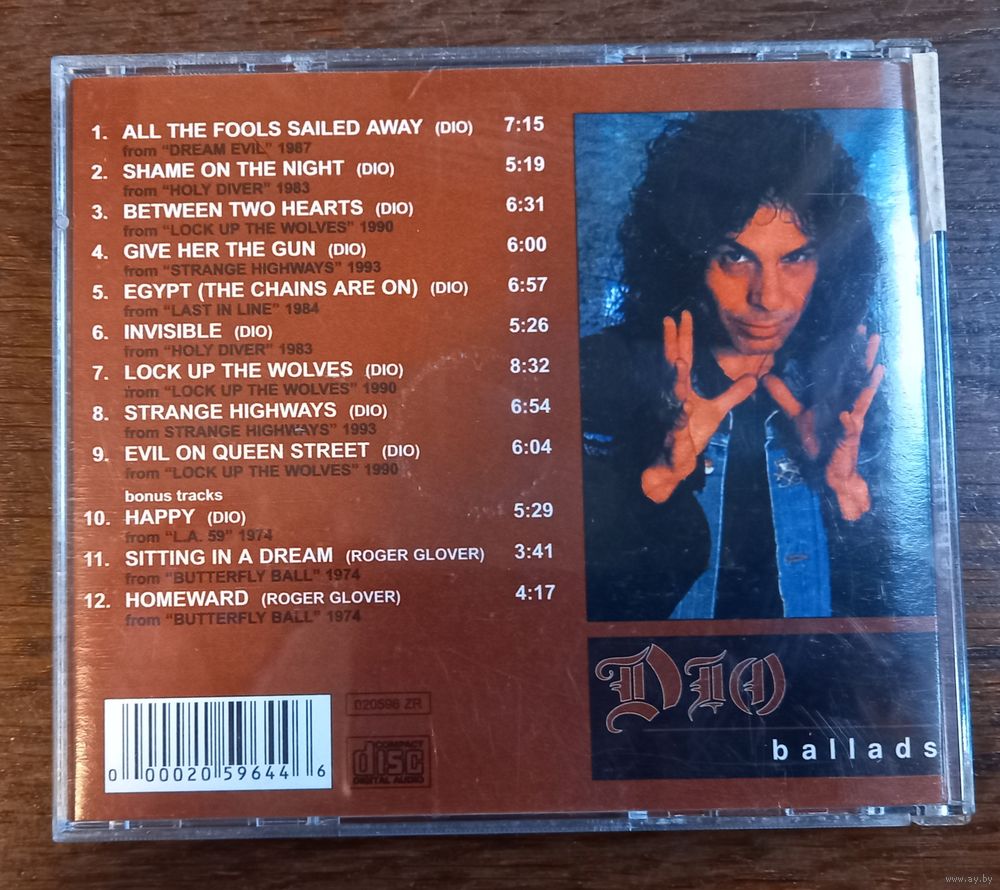 1. ALL THE FOOLS SAILED AWAY (DIO) 7:15
from "DREAM EVIL" 1987
2. SHAME ON THE NIGHT (DIO) 5:19
from "HOLY DIVER" 1983
3. BETWEEN TWO HEARTS (DIO) 6:31
from "LOCK UP THE WOLVES" 1990
4. GIVE HER THE GUN (DIO) 6:00
from "STRANGE HIGHWAYS" 1993
5. EGYPT (THE CHAINS ARE ON) (DIO) 6:57
from "LAST IN LINE" 1984
6. INVISIBLE (DIO) 5:26
from "HOLY DIVER" 1983
7. LOCK UP THE WOLVES (DIO) 8:32
from "LOCK UP THE WOLVES" 1990
8. STRANGE HIGHWAYS (DIO) 6:54
from STRANGE HIGHWAYS" 1993
9. EVIL ON QUEEN STREET (DIO) 6:04
from "LOCK UP THE WOLVES" 1990
bonus tracks
10. HAPPY (DIO) 5:29
from "L.A. 59" 1974
11. SITTING IN A DREAM (ROGER GLOVER) 3:41
from "BUTTERFLY BALL" 1974
12. HOMEWARD (ROGER GLOVER) 4:17
from "BUTTERFLY BALL" 1974
DIO
ballads
020598 ZR
COMPACT
disc
DIGITAL AUDIO
0 00020 59644 6
www.ay.by